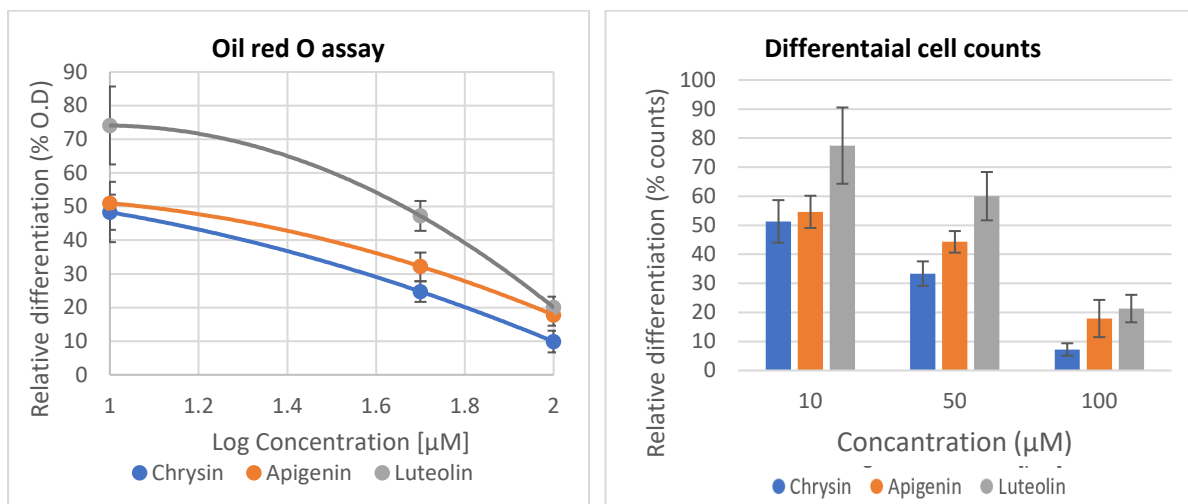 Oil red O assay
Relative differentiation (% O.D)
90
80
70
60
50
40
30
20
10
0
1 1.2 1.4 1.6 1.8 2
Log Concentration [µM]
Chrysin Apigenin Luteolin
Differentaial cell counts
Relative differentiation (% counts)
100
90
80
70
60
50
40
30
20
10
0
10 50 100
Concantration (µM)
Chrysin Apigenin Luteolin